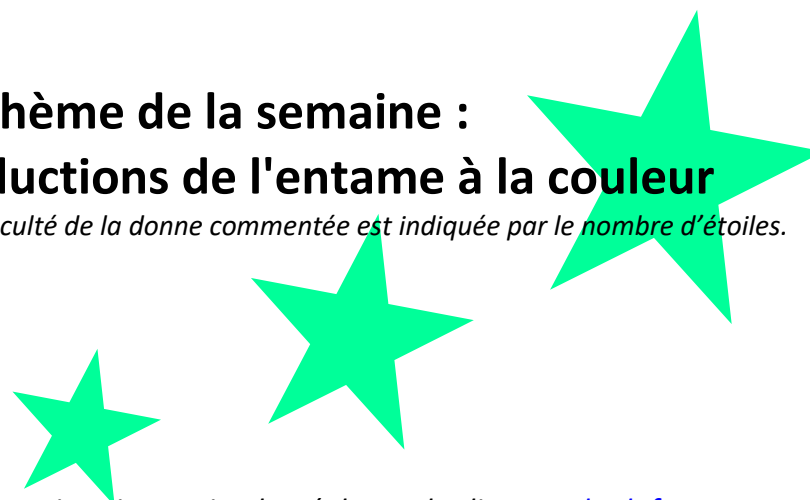 hème de la semaine :
ductions de l'entame à la couleur
culté de la donne commentée est indiquée par le nombre d’étoiles.